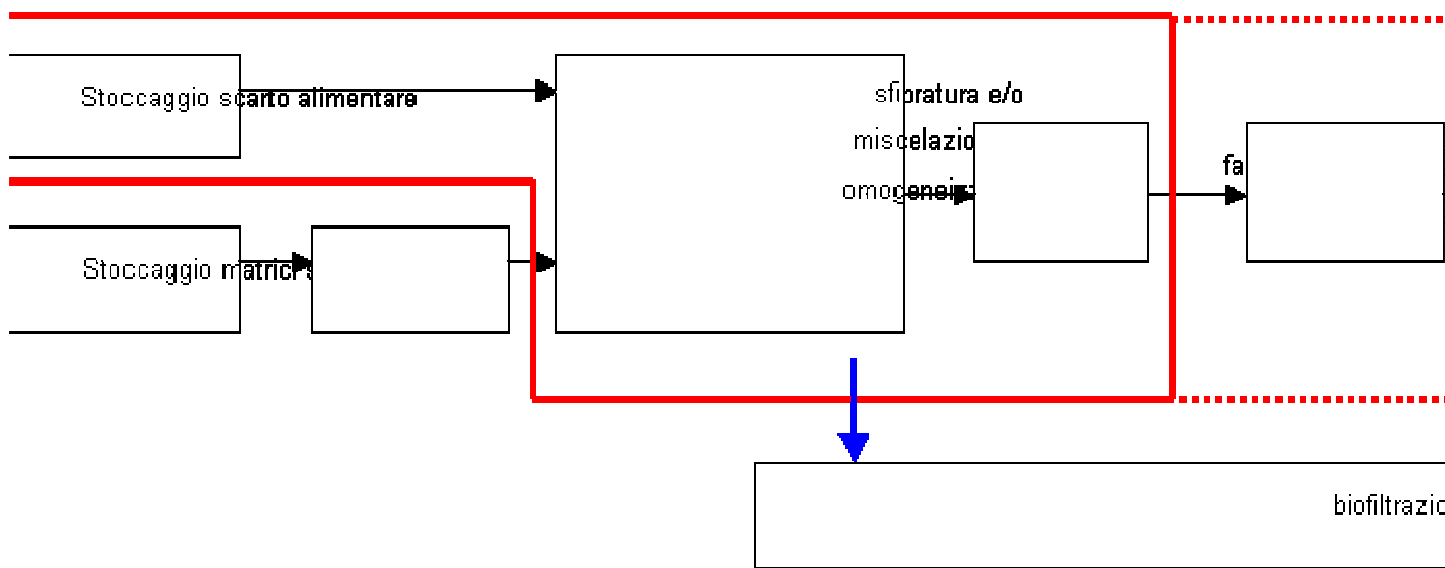 Stoccaggio scarto alimentare
sfibratura e/o
miscelazio
omogeneiz
fa
Stoccaggio matrici s
biofiltrazio